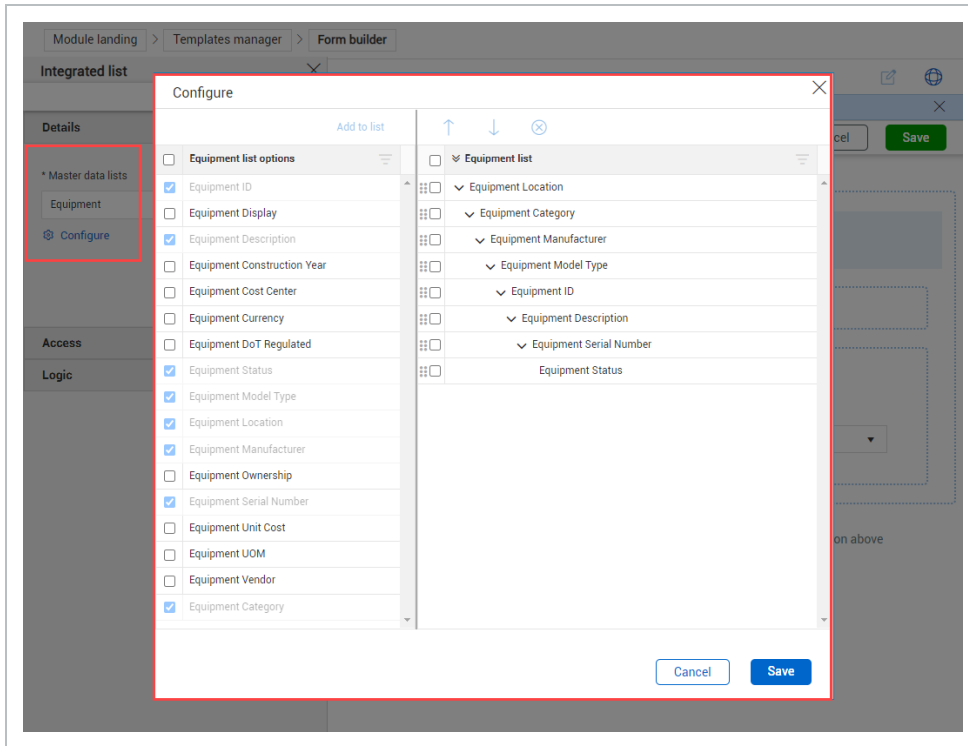 Module landing > Templates manager > Form builder
Integrated list
Details
* Master data lists
Equipment
Configure
Access
Logic
Configure
Add to list
Equipment list options
Equipment ID
Equipment Display
Equipment Description
Equipment Construction Year
Equipment Cost Center
Equipment Currency
Equipment DoT Regulated
Equipment Status
Equipment Model Type
Equipment Location
Equipment Manufacturer
Equipment Ownership
Equipment Serial Number
Equipment Unit Cost
Equipment UOM
Equipment Vendor
Equipment Category
Equipment list
Equipment Location
Equipment Category
Equipment Manufacturer
Equipment Model Type
Equipment ID
Equipment Description
Equipment Serial Number
Equipment Status
Cancel
Save
cel
Save
on above